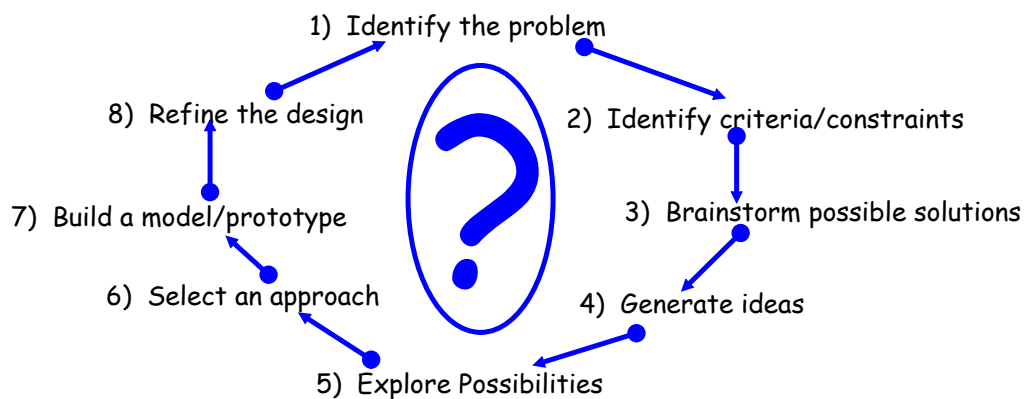 1) Identify the problem
2) Identify criteria/constraints
3) Brainstorm possible solutions
4) Generate ideas
5) Explore Possibilities
6) Select an approach
7) Build a model/prototype
8) Refine the design
?